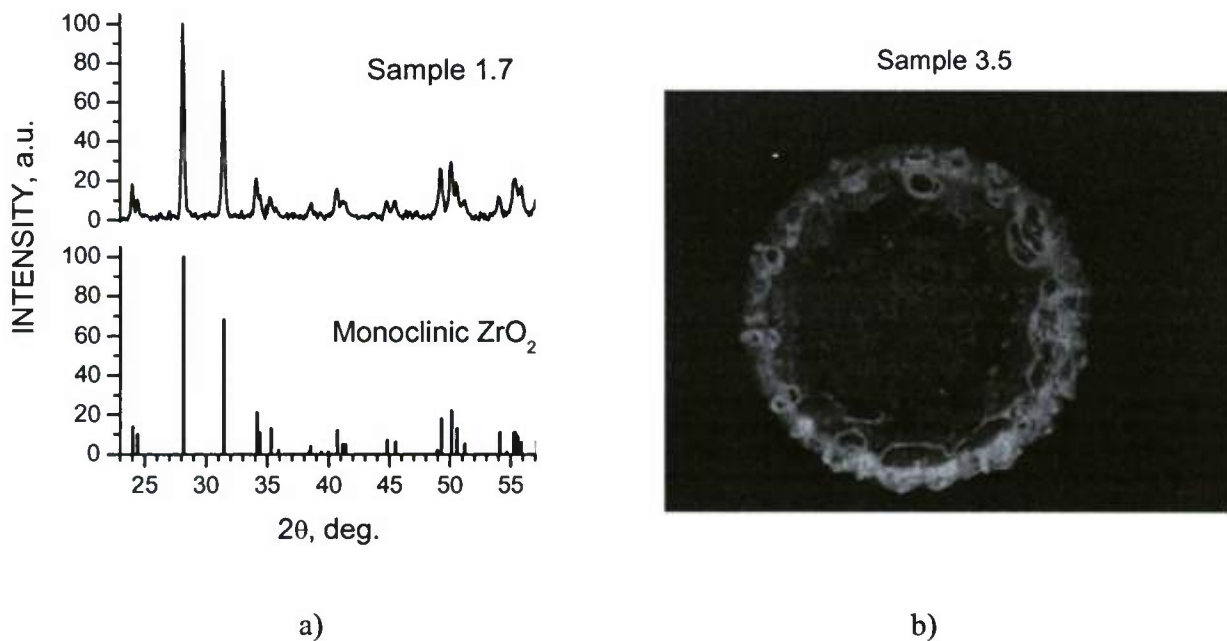 100
80
60
40
20
0
Sample 1.7
100
80
60
40
20
0
Monoclinic ZrO₂
25 30 35 40 45 50 55
INTENSITY, a.u.
2θ, deg.
a)
Sample 3.5
b)